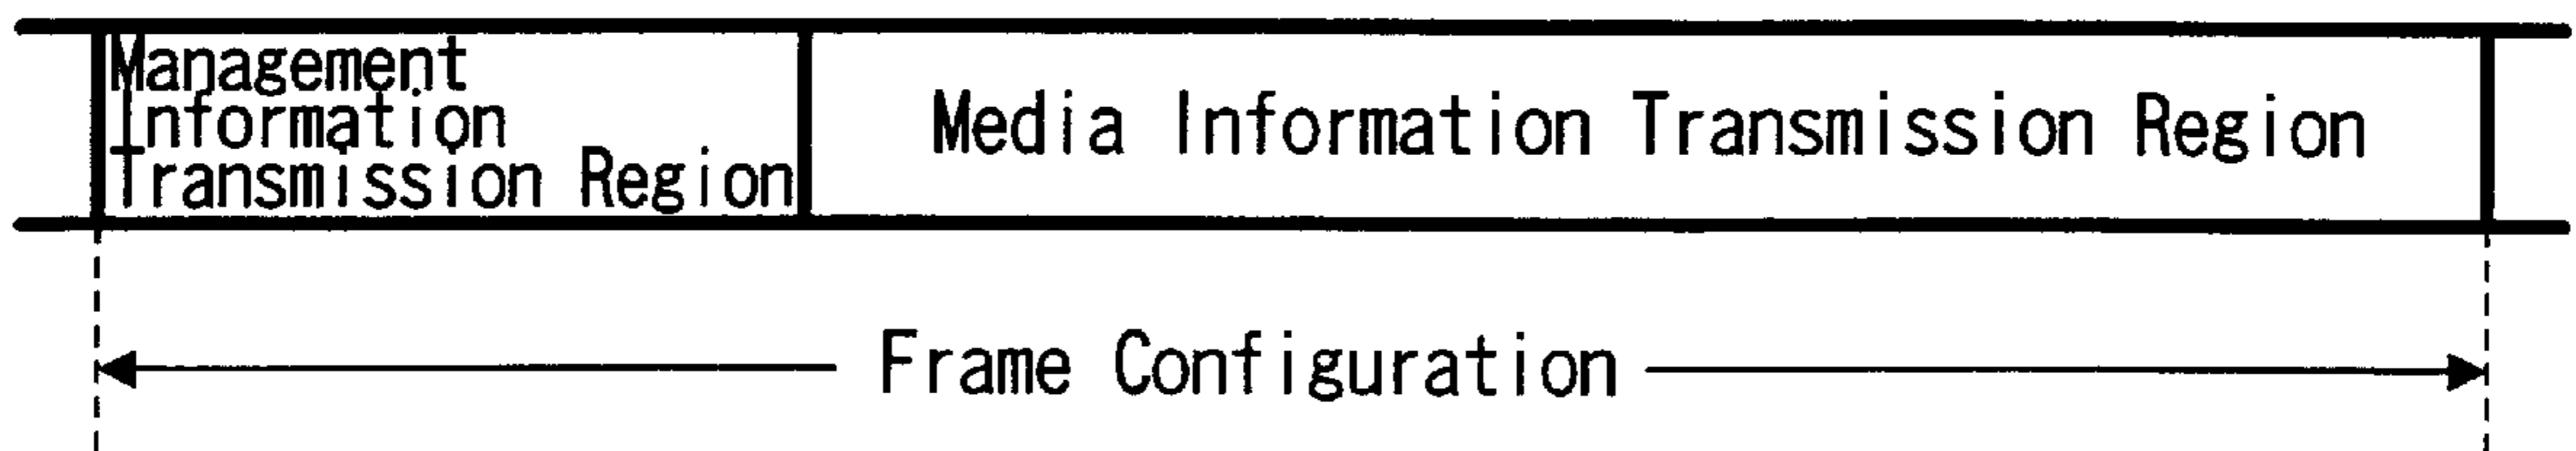 Management
Information
Transmission Region
Media Information Transmission Region
Frame Configuration